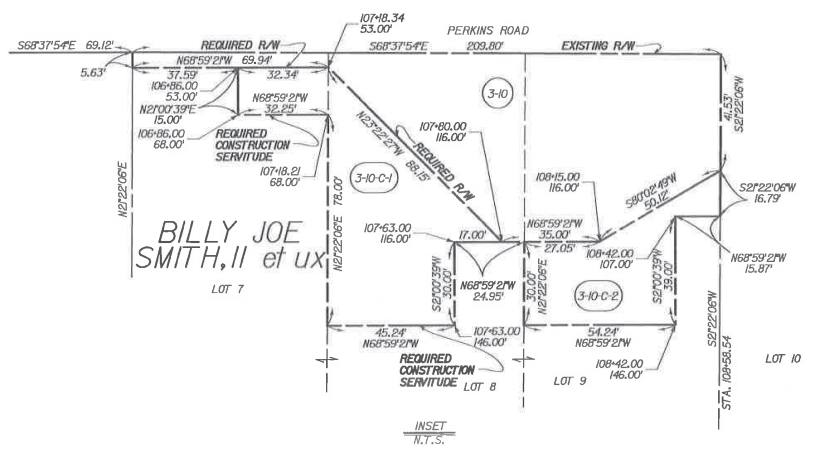 107+18.34
53.00'
PERKINS ROAD
S68°37'54"E 69.12'
REQUIRED R/W
S68°37'54"E 209.80'
EXISTING R/W
5.63'
N68°59'21"W 69.94'
37.59'
32.34'
106+86.00
53.00'
N21°00'39"E
15.00'
106+86.00
68.00'
N68°59'21"W
32.25'
REQUIRED
CONSTRUCTION
SERVITUDE
107+18.21
68.00'
3-10
107+80.00
116.00'
N23°22'27"W 88.15'
REQUIRED R/W
3-10-C-1
41.53'
S21°22'06"W
108+15.00
116.00'
S80°02'49"W
50.12'
S21°22'06"W
16.79'
N21°22'06"E
N21°22'06"E 78.00'
BILLY JOE
SMITH, II et ux
LOT 7
107+63.00
116.00'
17.00'
N68°59'21"W
35.00'
27.05'
108+42.00
107.00'
N68°59'21"W
15.87'
N68°59'21"W
24.95'
S21°00'39"W
30.00'
30.00'
N21°22'06"E
3-10-C-2
S21°00'39"W
39.00'
S21°22'06"W
45.24'
N68°59'21"W
107+63.00
146.00'
54.24'
N68°59'21"W
108+42.00
146.00'
REQUIRED
CONSTRUCTION
SERVITUDE
LOT 8
LOT 9
LOT 10
STA. 108+58.54
INSET
N.T.S.